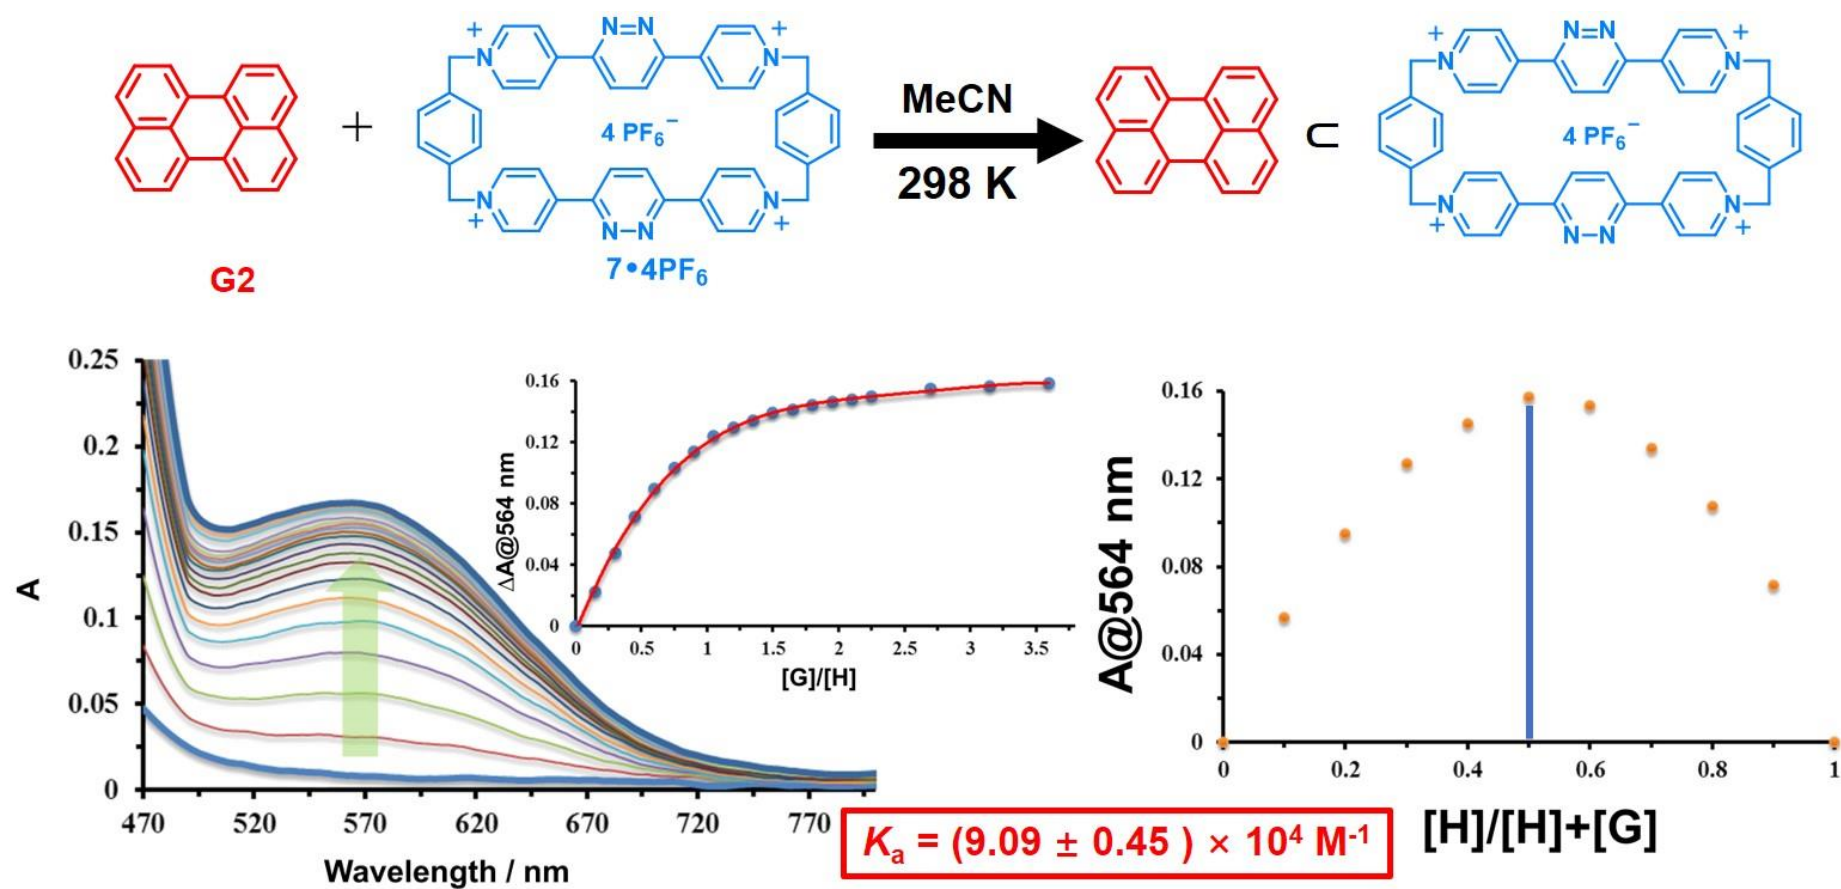 N=N
N=N
+
+
+
+
N
N
N
N
4 PF6−
MeCN
4 PF6−
+
⊂
298 K
N
N
N
N
+
+
+
+
N−N
N−N
G2
7•4PF6
0.25
0.2
0.15
0.1
0.05
0
A
470
520
570
620
670
720
770
Wavelength / nm
0.16
0.12
0.08
0.04
0
ΔA@564 nm
0
0.5
1
1.5
2
2.5
3
3.5
[G]/[H]
0.16
0.12
0.08
0.04
0
A@564 nm
0
0.2
0.4
0.6
0.8
1
[H]/[H]+[G]
Ka = (9.09 ± 0.45 ) × 10⁴ M⁻¹